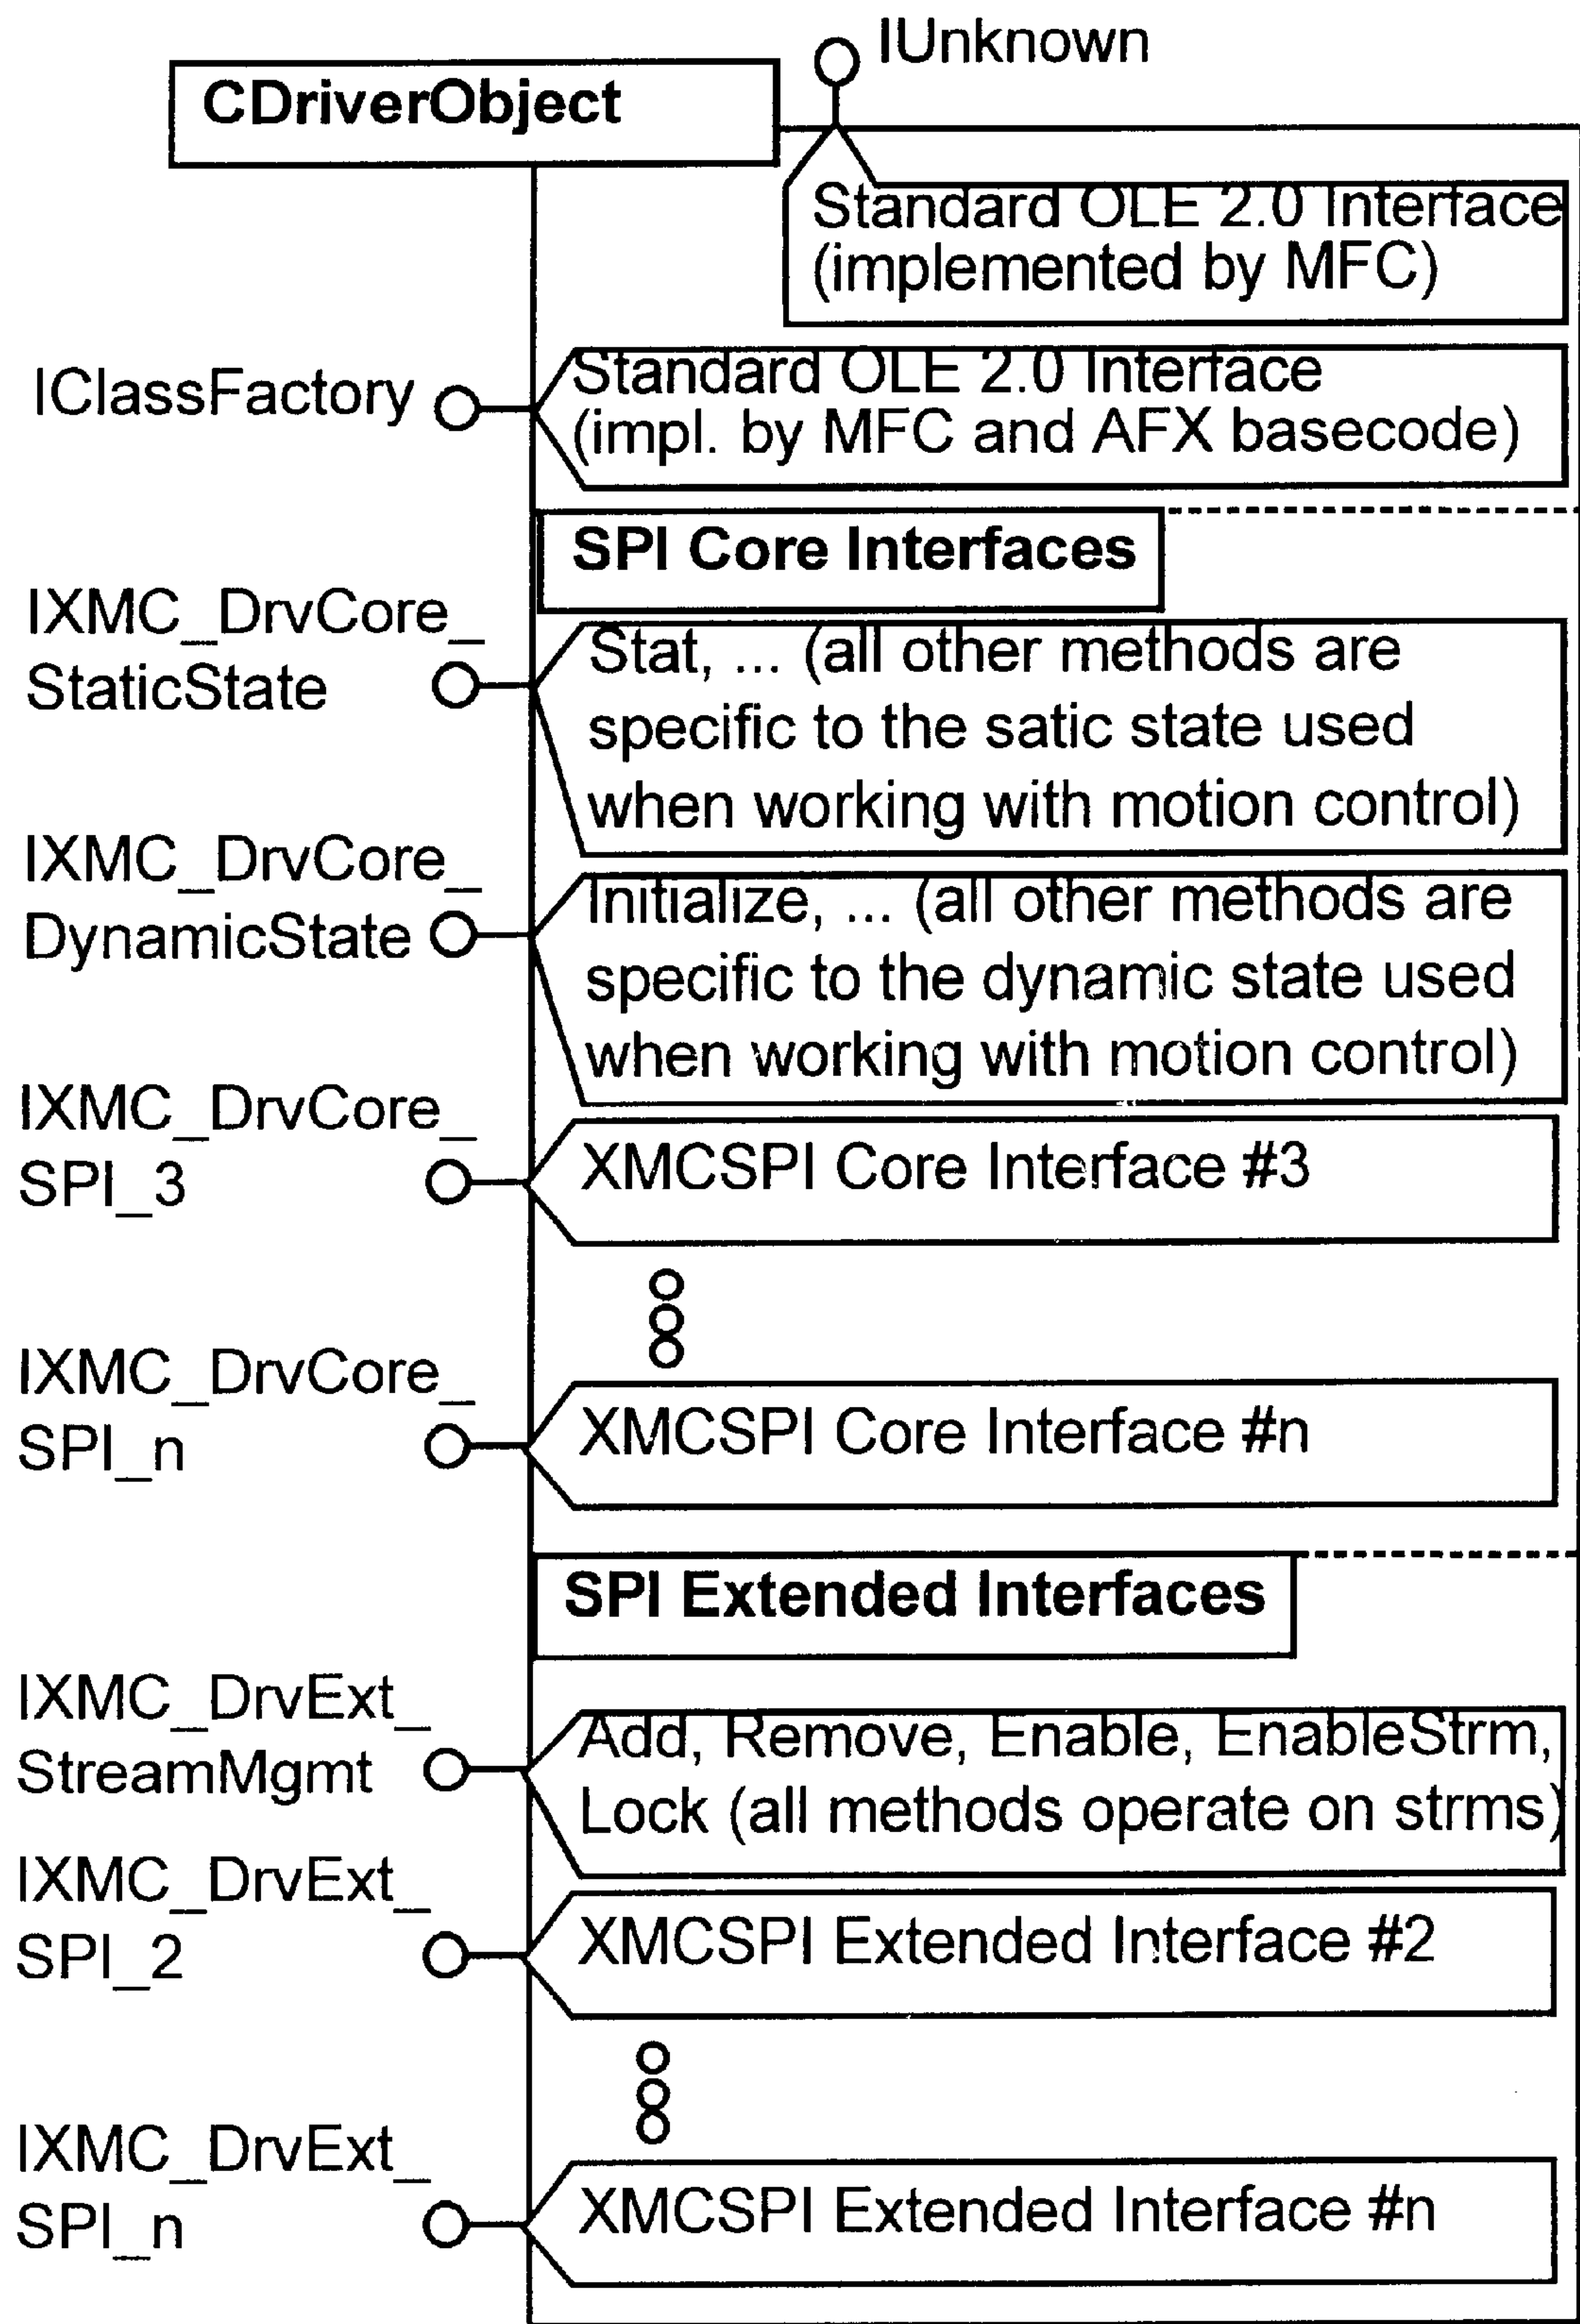 IUnknown
CDriverObject
Standard OLE 2.0 Interface
(implemented by MFC)
IClassFactory
Standard OLE 2.0 Interface
(impl. by MFC and AFX basecode)
SPI Core Interfaces
IXMC_DrvCore_
StaticState
Stat, ... (all other methods are
specific to the satic state used
when working with motion control)
IXMC_DrvCore_
DynamicState
Initialize, ... (all other methods are
specific to the dynamic state used
when working with motion control)
IXMC_DrvCore_
SPI_3
XMCSPI Core Interface #3
IXMC_DrvCore_
SPI_n
XMCSPI Core Interface #n
SPI Extended Interfaces
IXMC_DrvExt_
StreamMgmt
Add, Remove, Enable, EnableStrm,
Lock (all methods operate on strms)
IXMC_DrvExt_
SPI_2
XMCSPI Extended Interface #2
IXMC_DrvExt_
SPI_n
XMCSPI Extended Interface #n